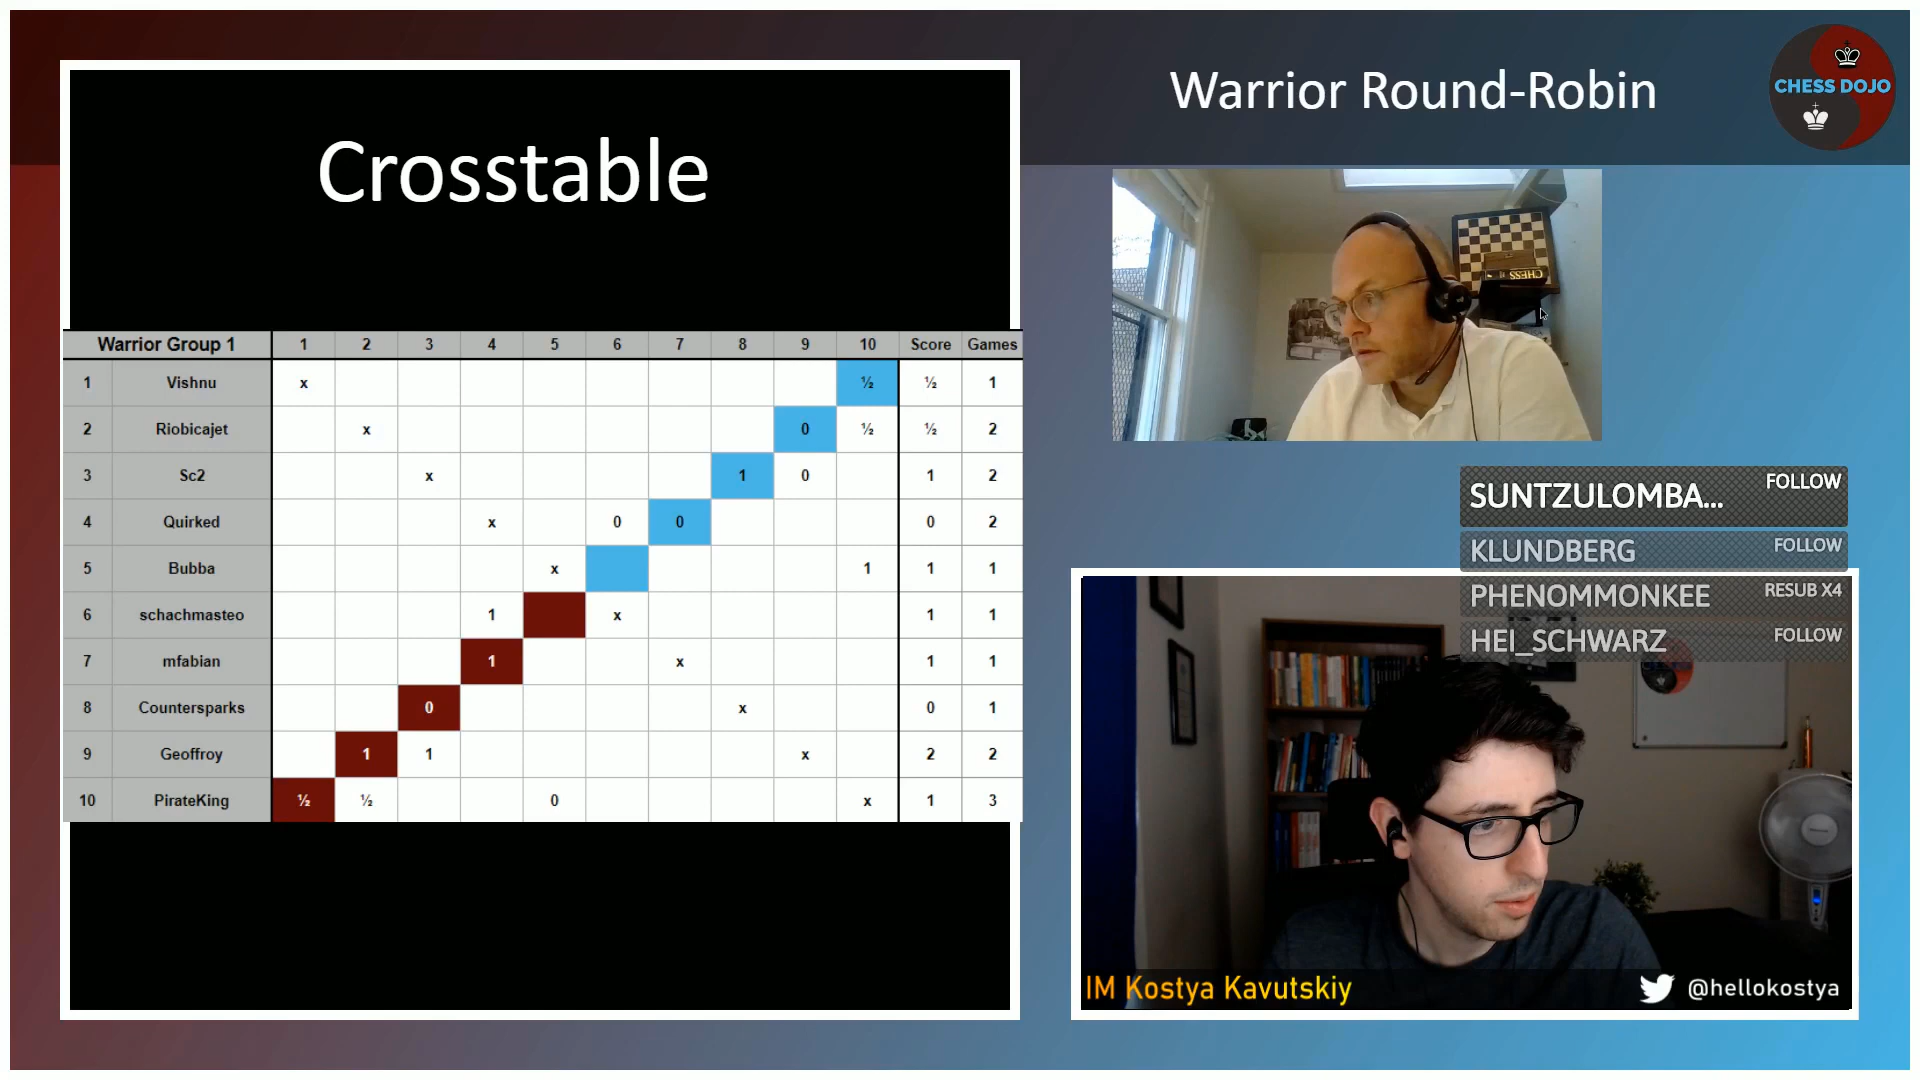 Crosstable
Warrior Group 1 1 2 3 4 5 6 7 8 9 10 Score Games
1 Vishnu x ½ ½ 1
2 Riobicajet x 0 ½ ½ 2
3 Sc2 x 1 0 1 2
4 Quirked x 0 0 0 2
5 Bubba x 1 1 1
6 schachmasteo 1 x 1 1
7 mfabian 1 x 1 1
8 Countersparks 0 x 0 1
9 Geoffroy 1 1 x 2 2
10 PirateKing ½ ½ 0 x 1 3
Warrior Round-Robin
CHESS DOJO
CHESS
SUNTZULOMBA... FOLLOW
KLUNDBERG FOLLOW
PHENOMMONKEE RESUB X4
HEI_SCHWARZ FOLLOW
IM Kostya Kavutskiy
@hellokostya